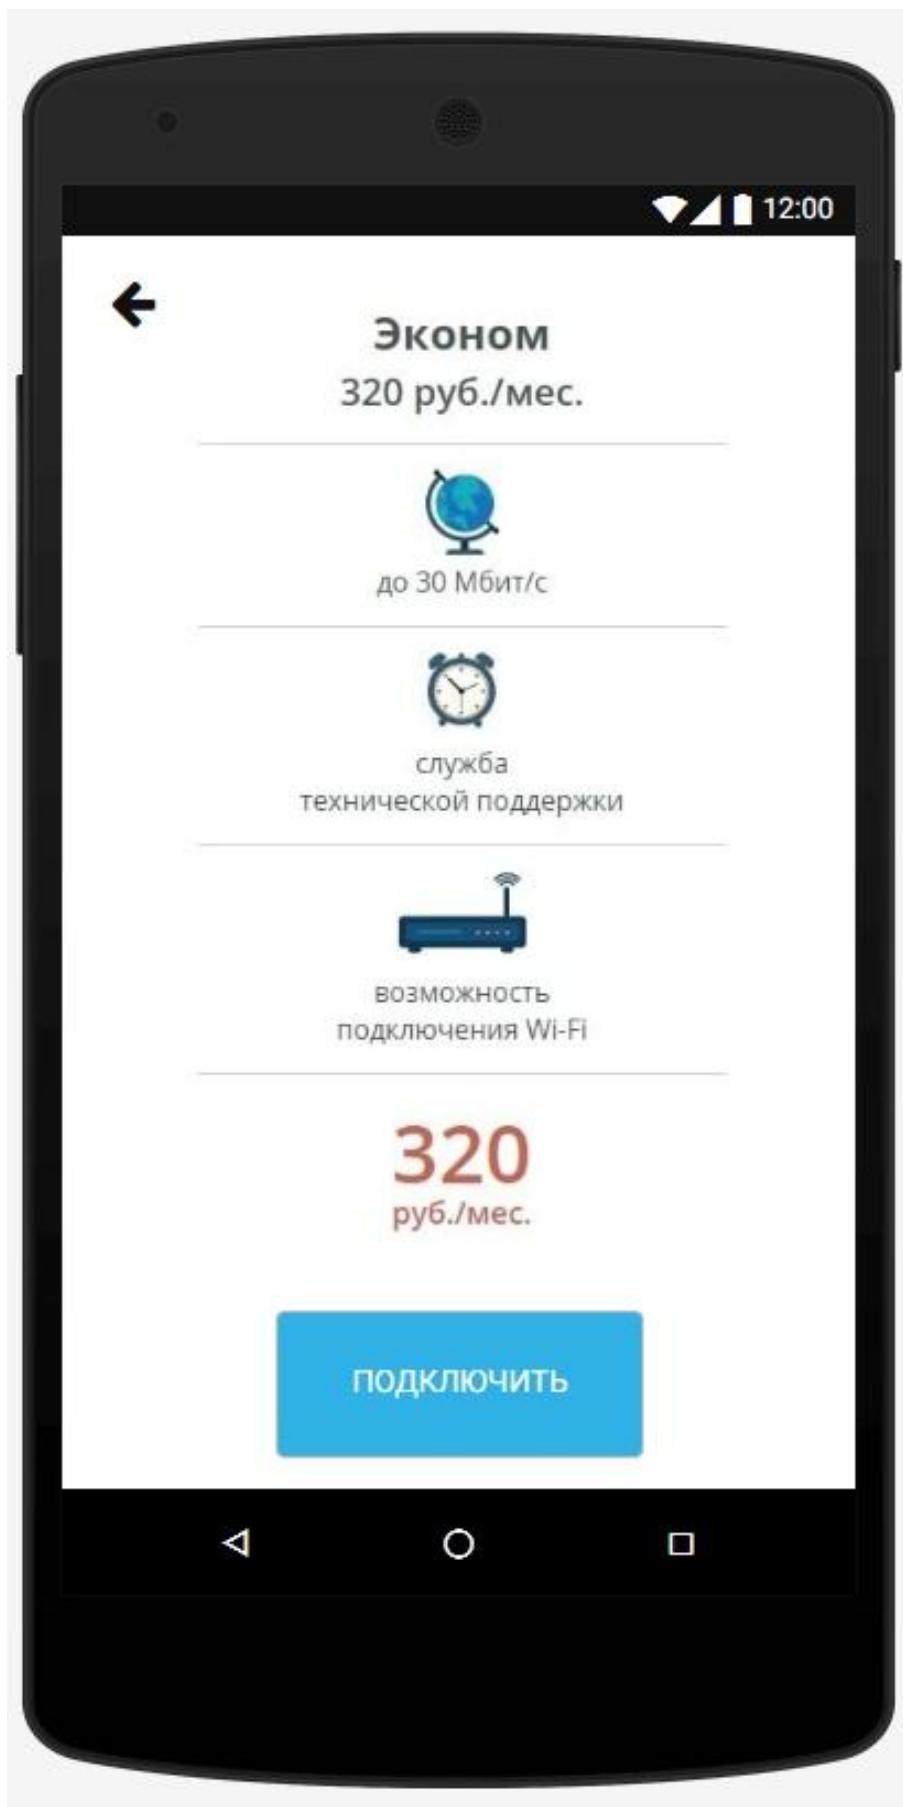 12:00
Эконом
320 руб./мес.
до 30 Мбит/с
служба
технической поддержки
возможность
подключения Wi-Fi
320
руб./мес.
ПОДКЛЮЧИТЬ